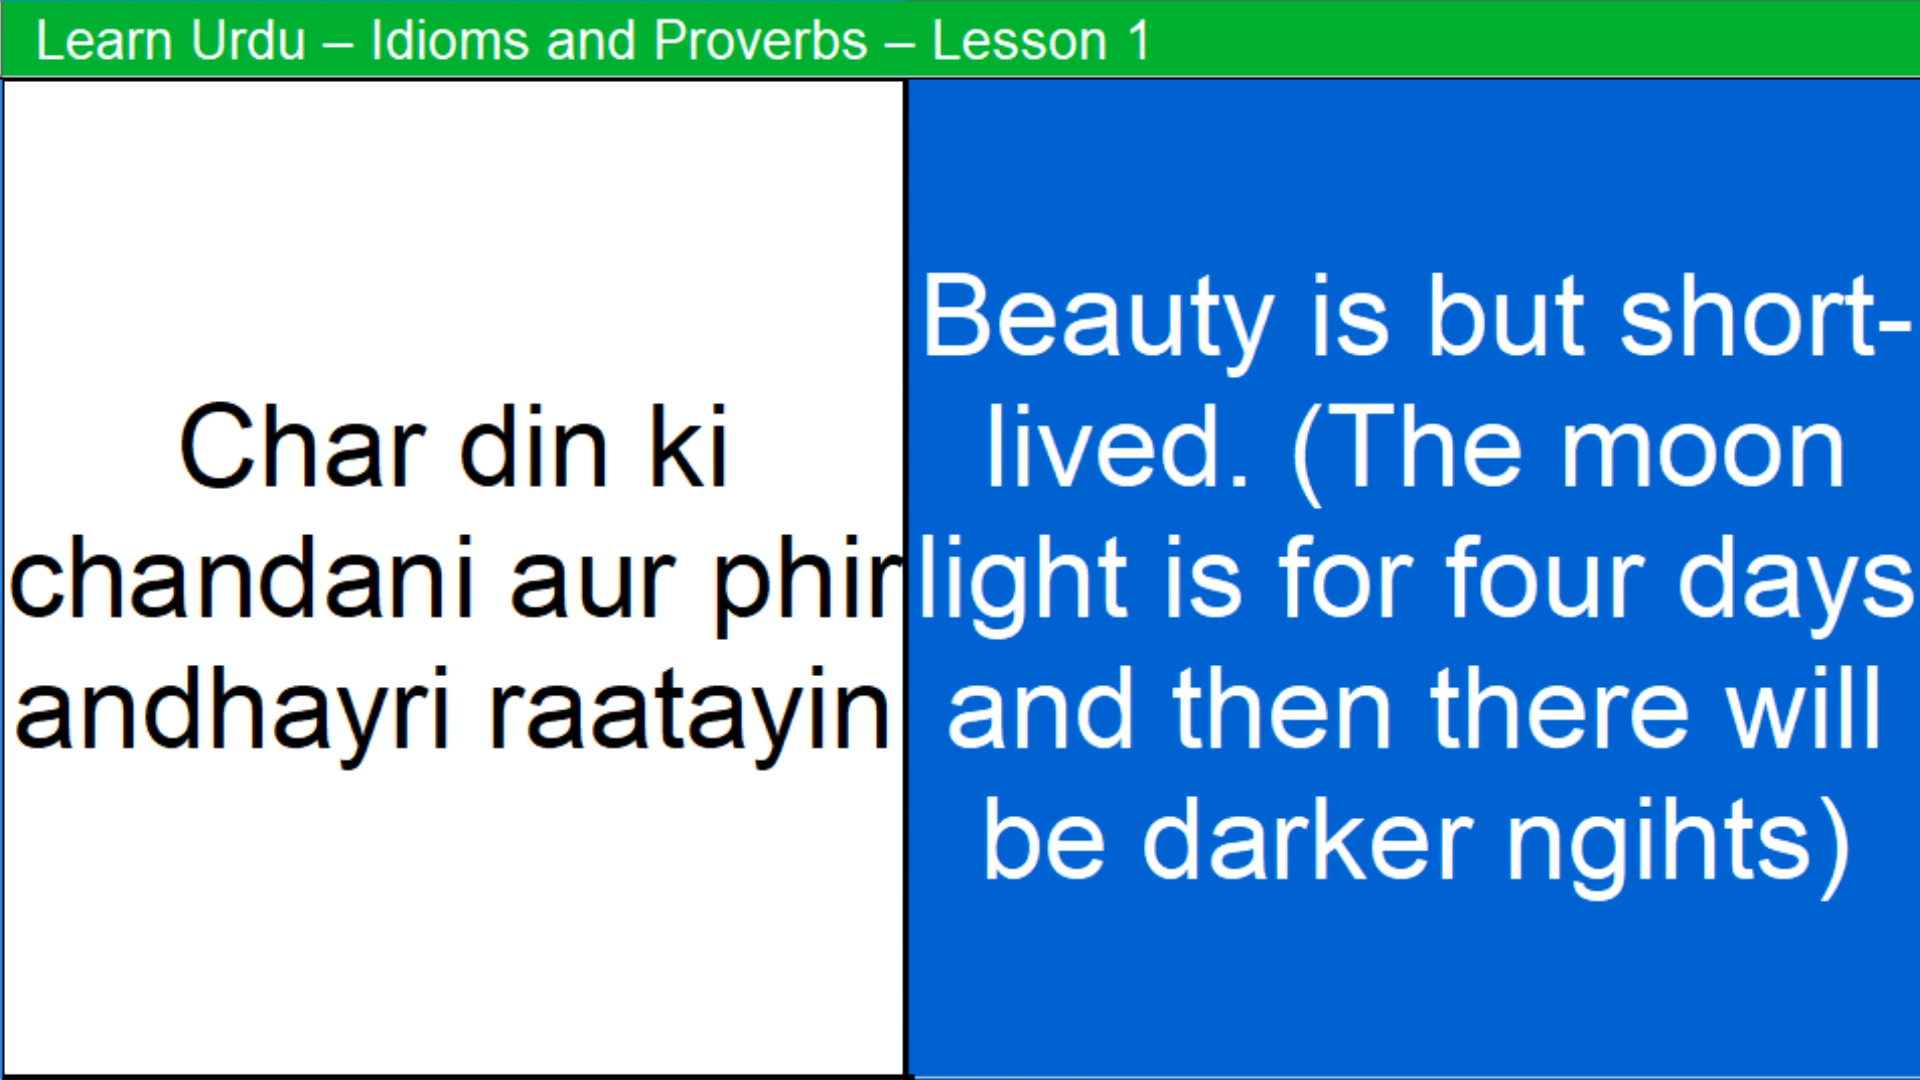 Learn Urdu – Idioms and Proverbs – Lesson 1
Char din ki
chandani aur phir
andhayri raatayin
Beauty is but short-
lived. (The moon
light is for four days
and then there will
be darker ngihts)